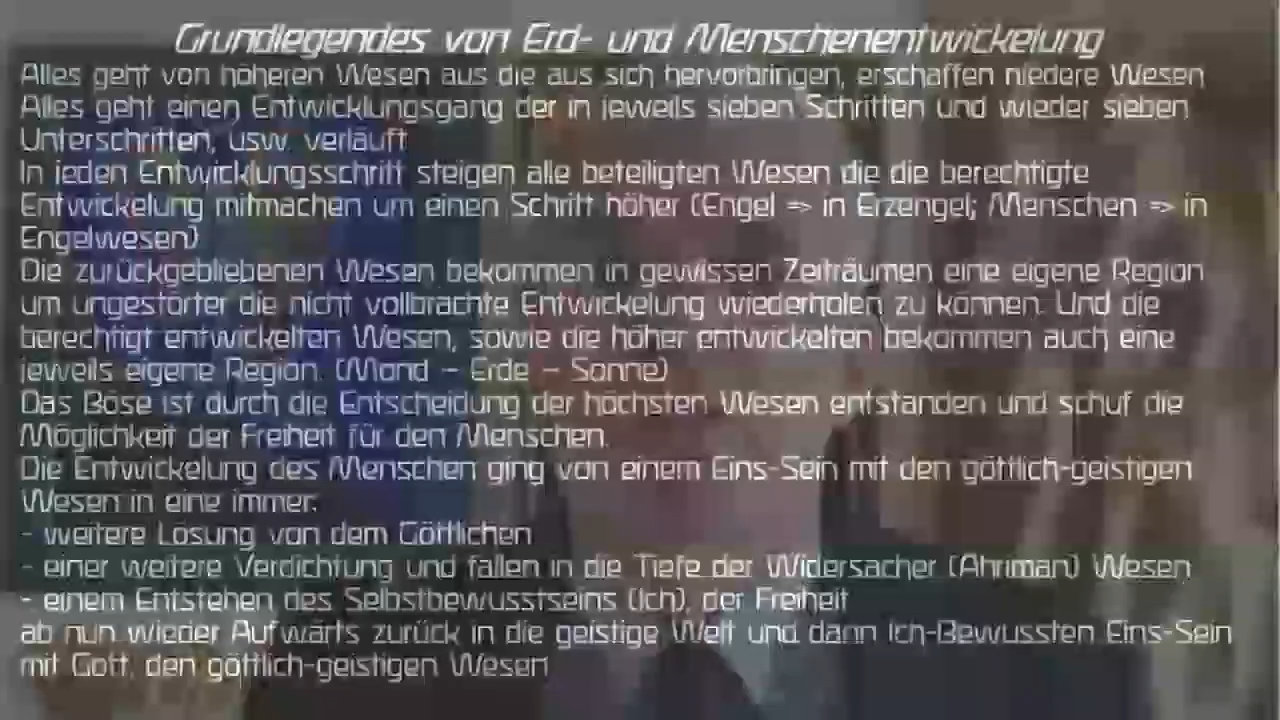 Grundlegendes von Erd- und Menschenentwickelung
Alles geht von höheren Wesen aus die aus sich hervorbringen, erschaffen niedere Wesen
Alles geht einen Entwicklungsgang der in jeweils sieben Schritten und wieder sieben
Unterschritten, usw. verläuft
In jeden Entwicklungsschritt steigen alle beteiligten Wesen die die berechtigte
Entwickelung mitmachen um einen Schritt höher (Engel => in Erzengel; Menschen => in
Engelwesen)
Die zurückgebliebenen Wesen bekommen in gewissen Zeiträumen eine eigene Region
um ungestörter die nicht vollbrachte Entwickelung wiederholen zu können. Und die
berechtigt entwickelten Wesen, sowie die höher entwickelten bekommen auch eine
jeweils eigene Region. (Mond - Erde - Sonne)
Das Böse ist durch die Entscheidung der höchsten Wesen entstanden und schuf die
Möglichkeit der Freiheit für den Menschen.
Die Entwickelung des Menschen ging von einem Eins-Sein mit den göttlich-geistigen
Wesen in eine immer:
- weitere Lösung von dem Göttlichen
- einer weitere Verdichtung und fallen in die Tiefe der Widersacher (Ahriman) Wesen
- einem Entstehen des Selbstbewusstseins (Ich), der Freiheit
ab nun wieder Aufwärts zurück in die geistige Welt und dann Ich-Bewussten Eins-Sein
mit Gott, den göttlich-geistigen Wesen